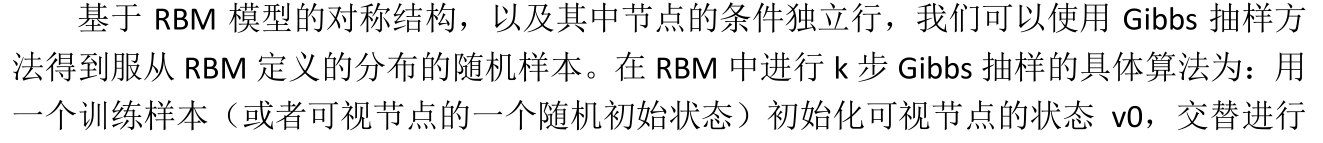 基于 RBM 模型的对称结构，以及其中节点的条件独立行，我们可以使用 Gibbs 抽样方
法得到服从 RBM 定义的分布的随机样本。在 RBM 中进行 k 步 Gibbs 抽样的具体算法为：用
一个训练样本（或者可视节点的一个随机初始状态）初始化可视节点的状态 v0，交替进行